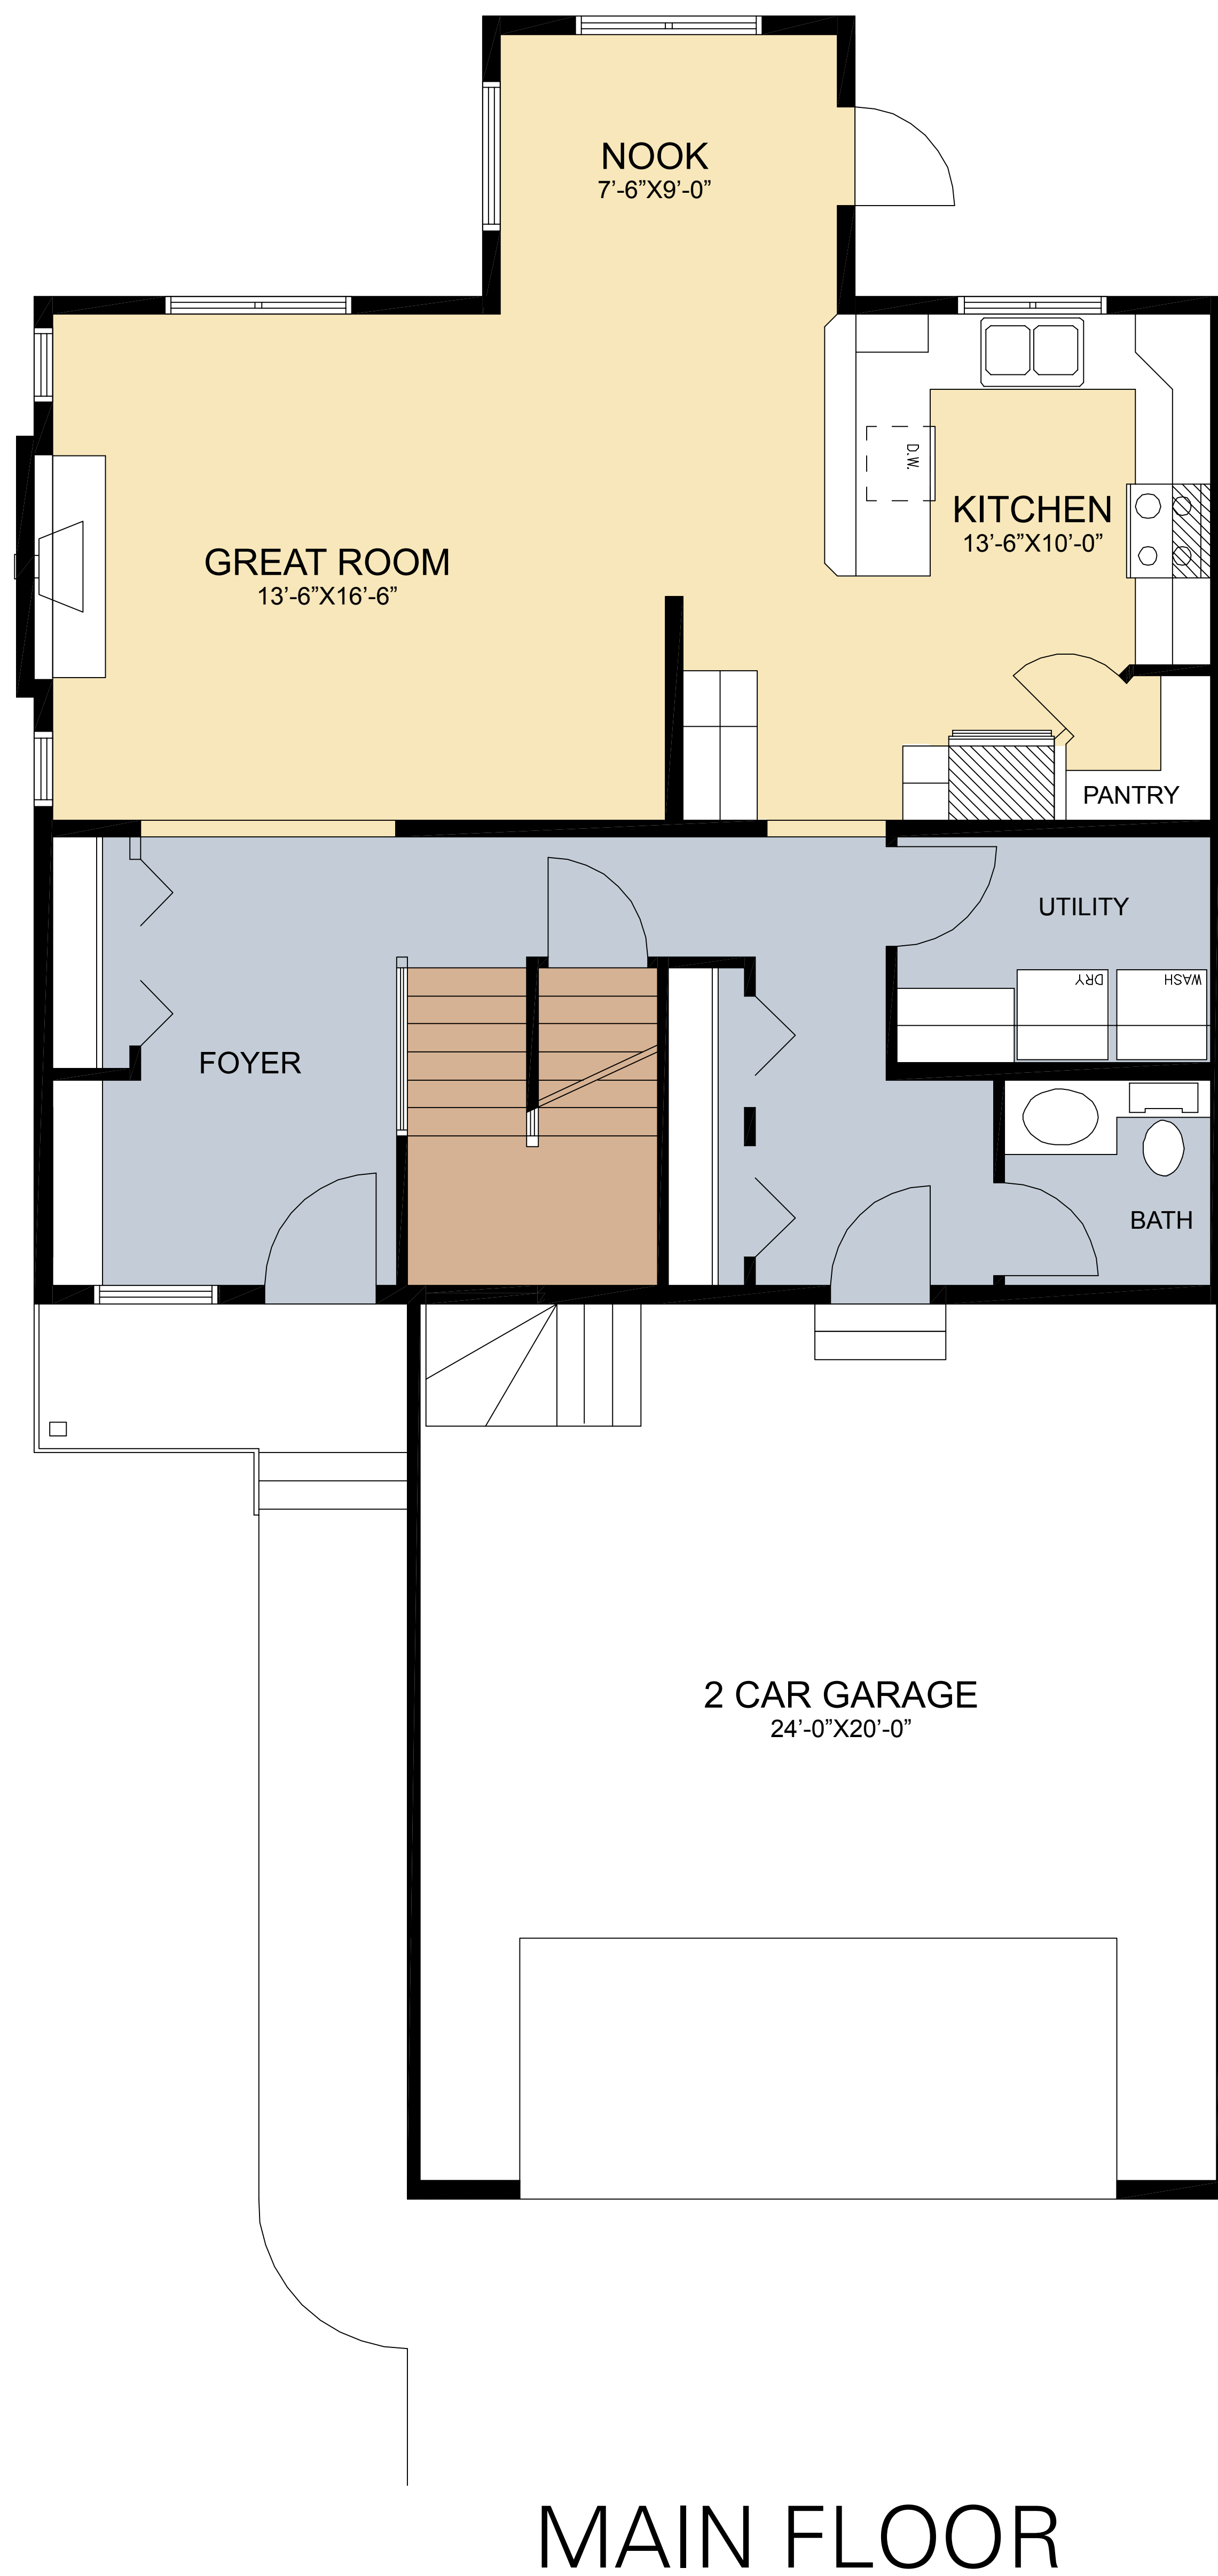 NOOK
7’-6”X9’-0”
D.W.
KITCHEN
13’-6”X10’-0”
GREAT ROOM
13’-6”X16’-6”
PANTRY
UTILITY
DRY
WASH
FOYER
BATH
2 CAR GARAGE
24’-0”X20’-0”
MAIN FLOOR